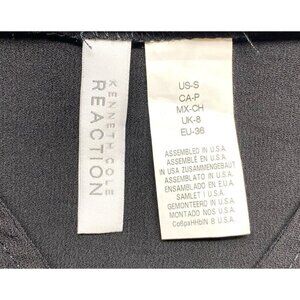 KENNETH COLE
REACTION
US-S
CA-P
MX-CH
UK-8
EU-36
ASSEMBLED IN U.S.A.
ASSEMBLÉ EN U.S.A.
IN USA ZUSAMMENGEBAUT
ASSEMBLATO IN U.S.A.
ENSAMBLADO EN E.U.A.
SAMLET I U.S.A.
GEMONTEERD IN U.S.A.
MONTADO NOS U.S.A.
СобраННЫN В U.S.A.